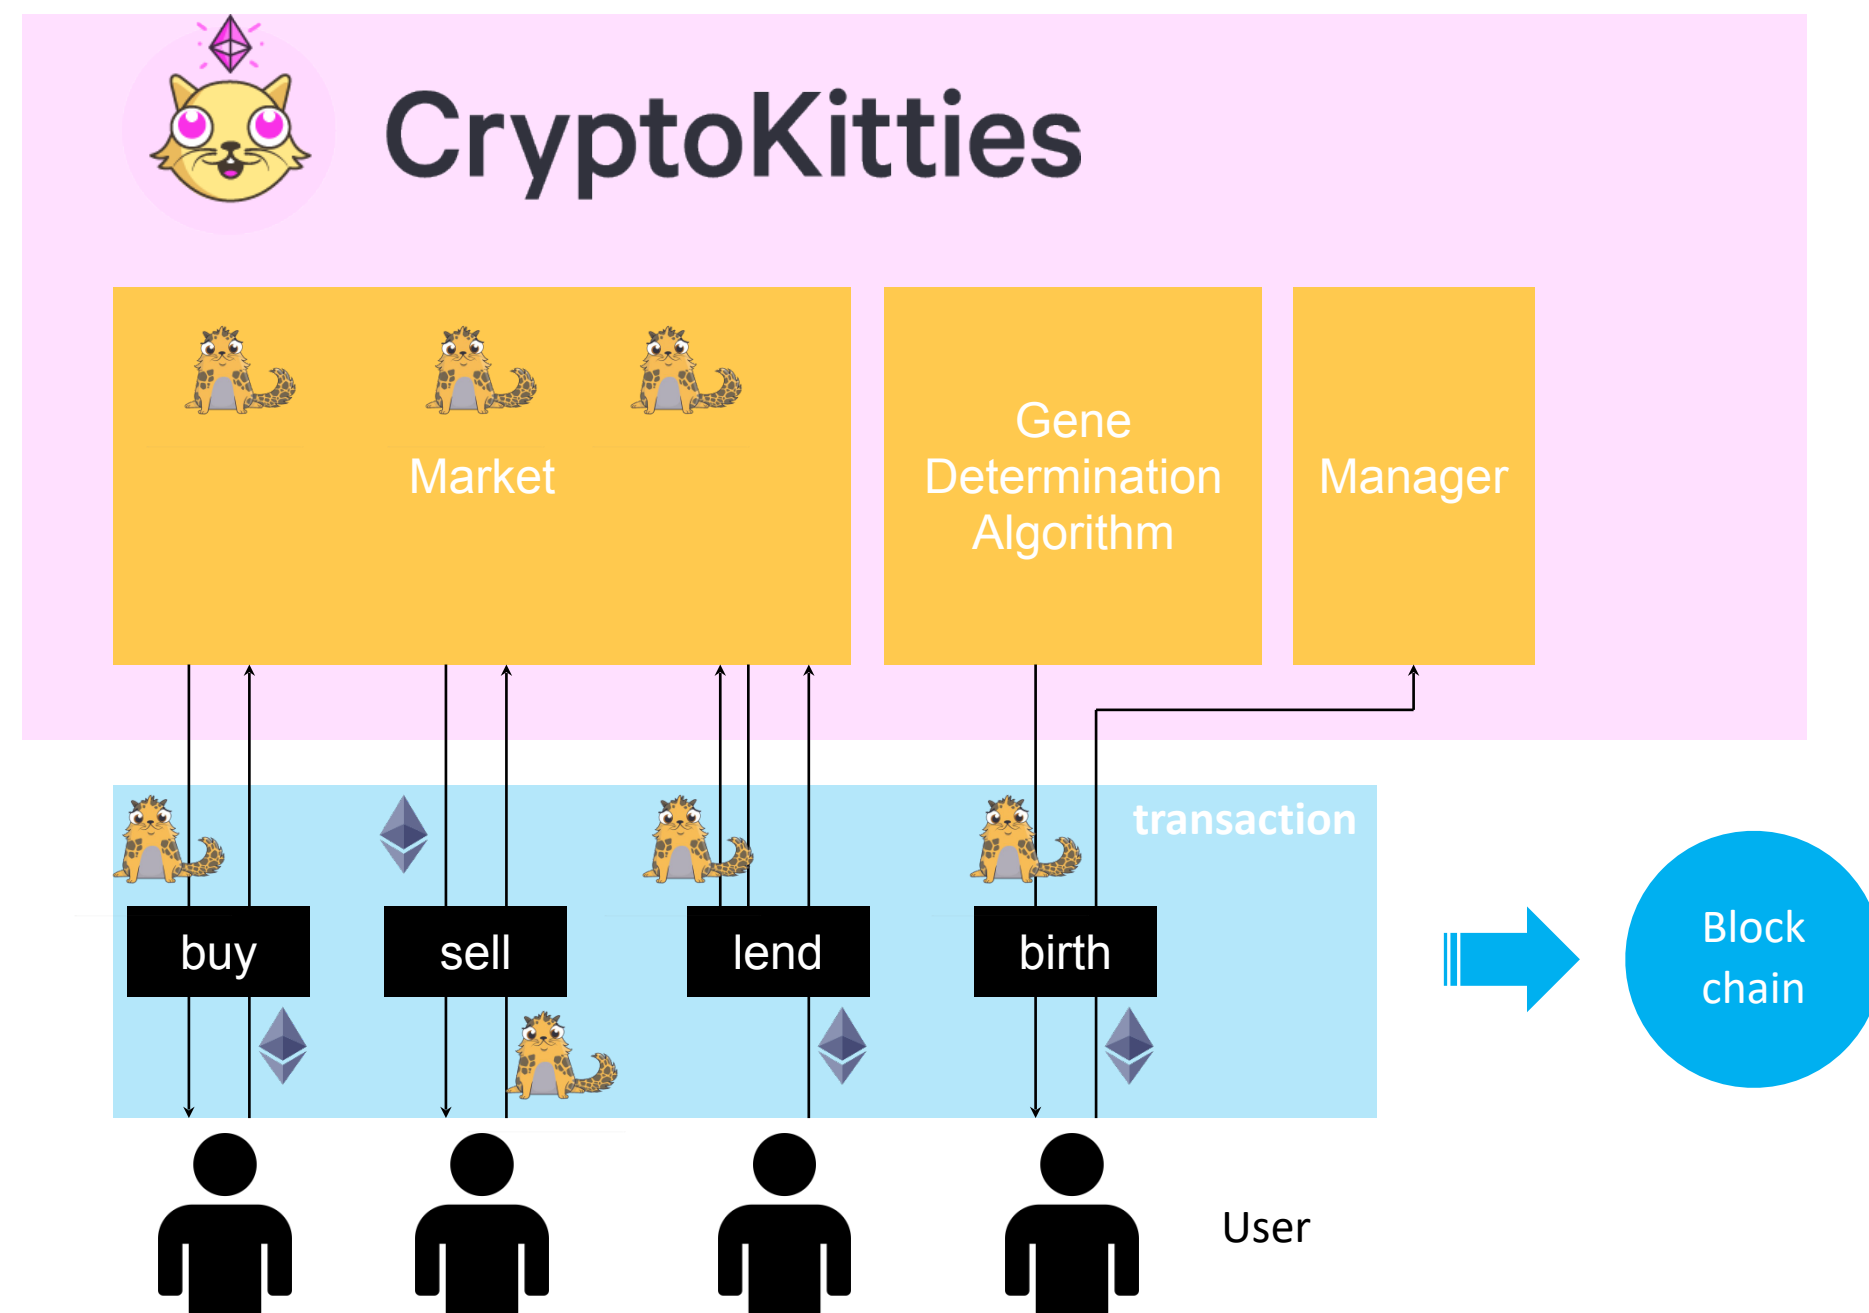 CryptoKitties
Market
Gene
Determination
Algorithm
Manager
transaction
buy
sell
lend
birth
Block
chain
User